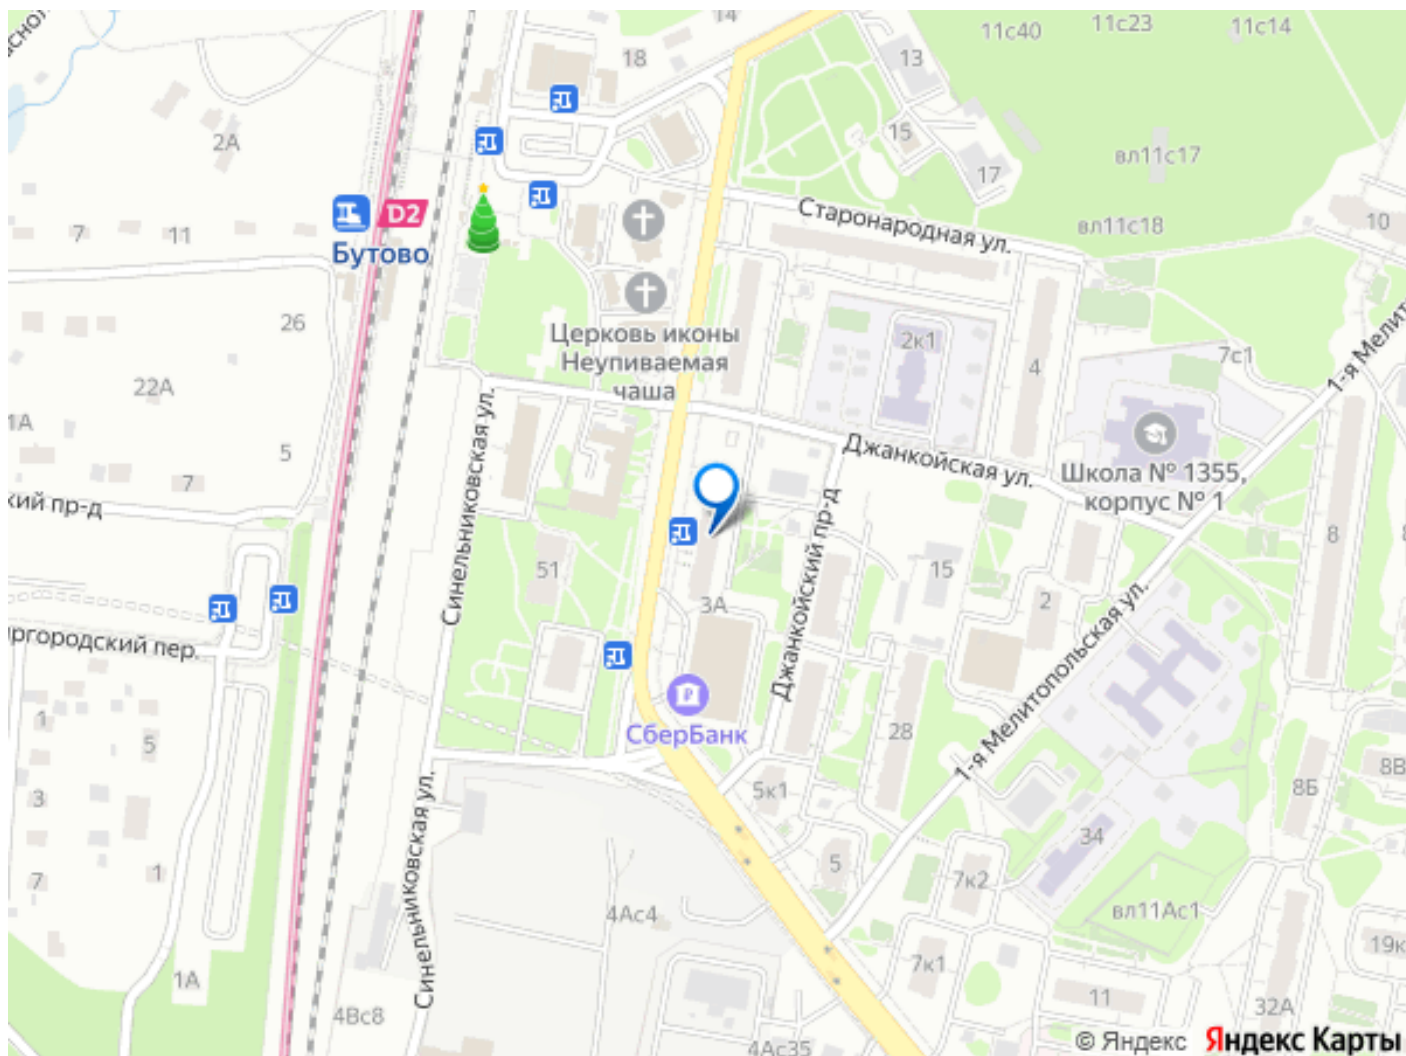 14
11с40
11с23
11с14
18
13
2А
15
вл11с17
17
D2
Старонародная ул.
10
7
11
вл11с18
Бутово
26
Церковь иконы
Неупиваемая
чаша
2к1
4
7с1
1-я Мелит
22А
1А
5
7
Синельниковская ул.
Джанкойская ул.
Школа № 1355,
корпус № 1
кий пр-д
Джанкойский пр-д
8
51
15
3А
2
1-я Мелитопольская ул.
ргородский пер.
СберБанк
1
5
28
3
5к1
8Б
8В
34
5
7
1
7к2
Синельниковская ул.
4Ас4
вл11Ас1
19к
7к1
1А
11
32А
4Вс8
4Ас35
© Яндекс
Яндекс Карты